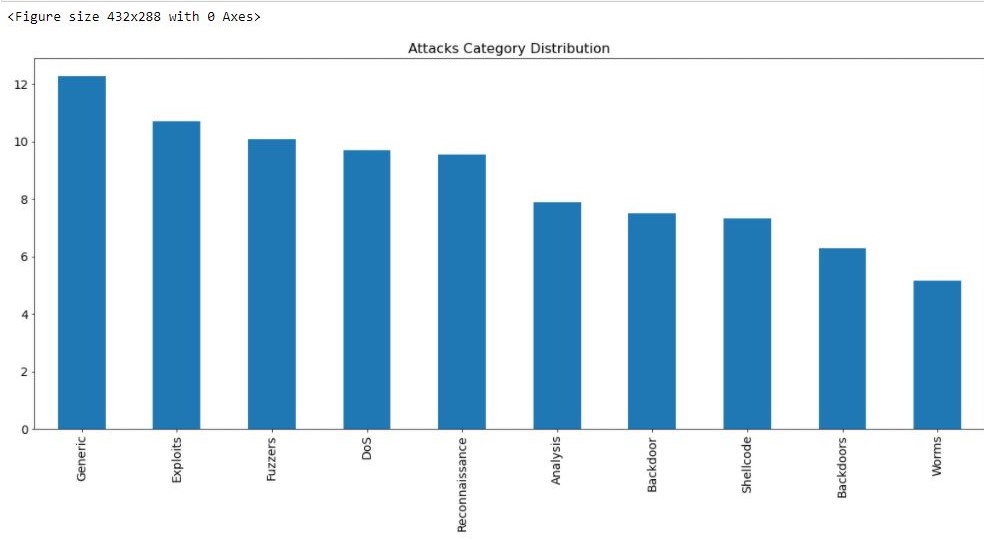 <Figure size 432x288 with 0 Axes>
Attacks Category Distribution
12
10
8
6
4
2
0
Generic
Exploits
Fuzzers
DoS
Reconnaissance
Analysis
Backdoor
Shellcode
Backdoors
Worms